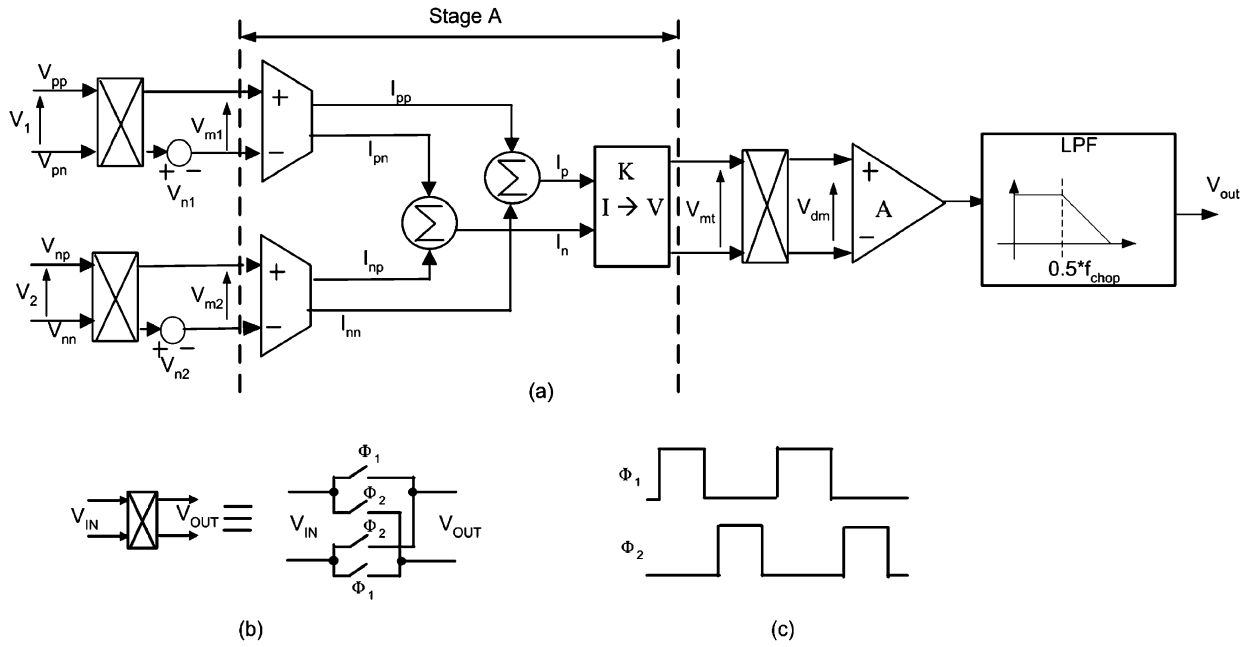 Stage A
V_pp
V_1
V_pn
+ −
V_n1
V_m1
+
−
I_pp
I_pn
Σ
Σ
I_p
I_n
K
I → V
V_mt
V_dm
+
A
−
LPF
0.5*f_chop
V_out
V_np
V_2
V_nn
+ −
V_n2
V_m2
+
−
I_np
I_nn
(a)
V_IN
V_OUT
Φ_1
Φ_2
V_IN
Φ_2
V_OUT
Φ_1
(b)
Φ_1
Φ_2
(c)